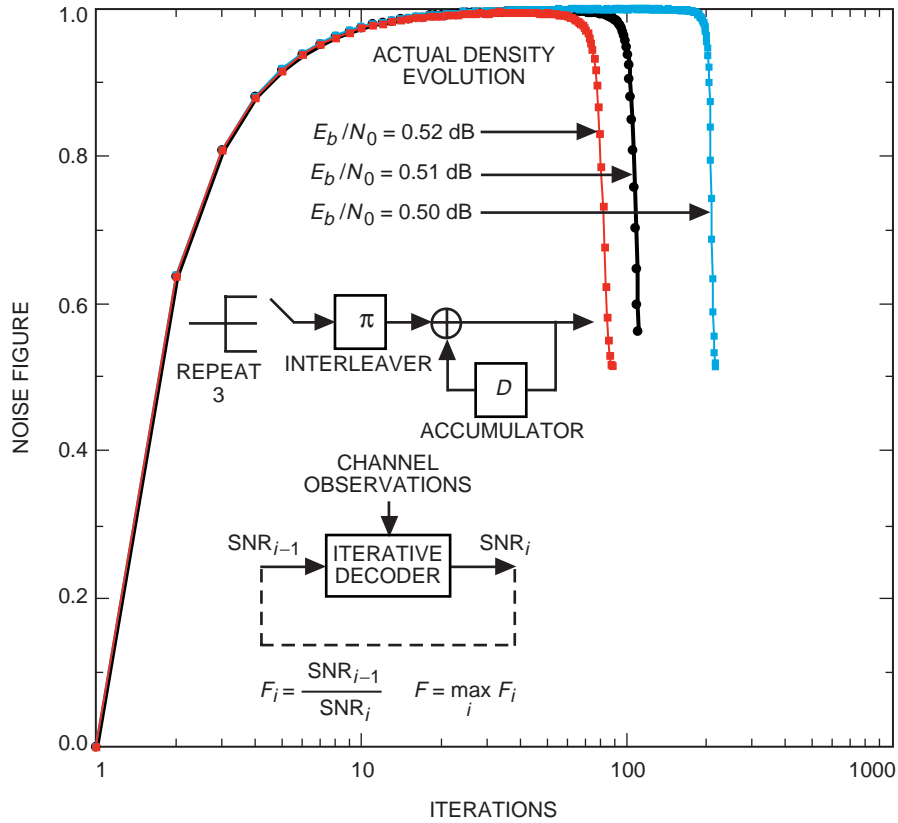 1.0
0.8
0.6
0.4
0.2
0.0
NOISE FIGURE
ACTUAL DENSITY
EVOLUTION
E_b/N_0 = 0.52 dB
E_b/N_0 = 0.51 dB
E_b/N_0 = 0.50 dB
REPEAT
3
π
INTERLEAVER
D
ACCUMULATOR
CHANNEL
OBSERVATIONS
SNR_{i–1}
ITERATIVE
DECODER
SNR_i
F_i = SNR_{i–1} / SNR_i
F = max_i F_i
1 10 100 1000
ITERATIONS